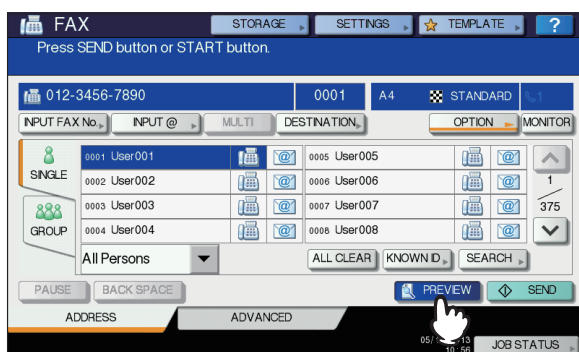 FAX STORAGE SETTINGS TEMPLATE ?
Press SEND button or START button.
012-3456-7890 0001 A4 STANDARD 1
INPUT FAX No. INPUT @ MULTI DESTINATION OPTION MONITOR
SINGLE
0001 User001 0005 User005
0002 User002 0006 User006
1
0003 User003 0007 User007
375
GROUP
0004 User004 0008 User008
All Persons ALL CLEAR KNOWN ID SEARCH
PAUSE BACK SPACE PREVIEW SEND
ADDRESS ADVANCED
10:56 JOB STATUS